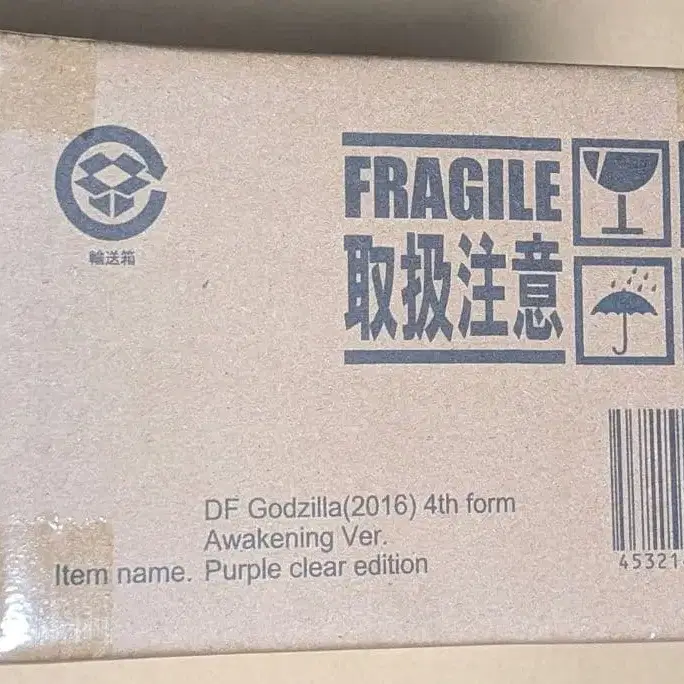 FRAGILE
取扱注意
輸送箱
DF Godzilla(2016) 4th form
Awakening Ver.
Item name. Purple clear edition
45321